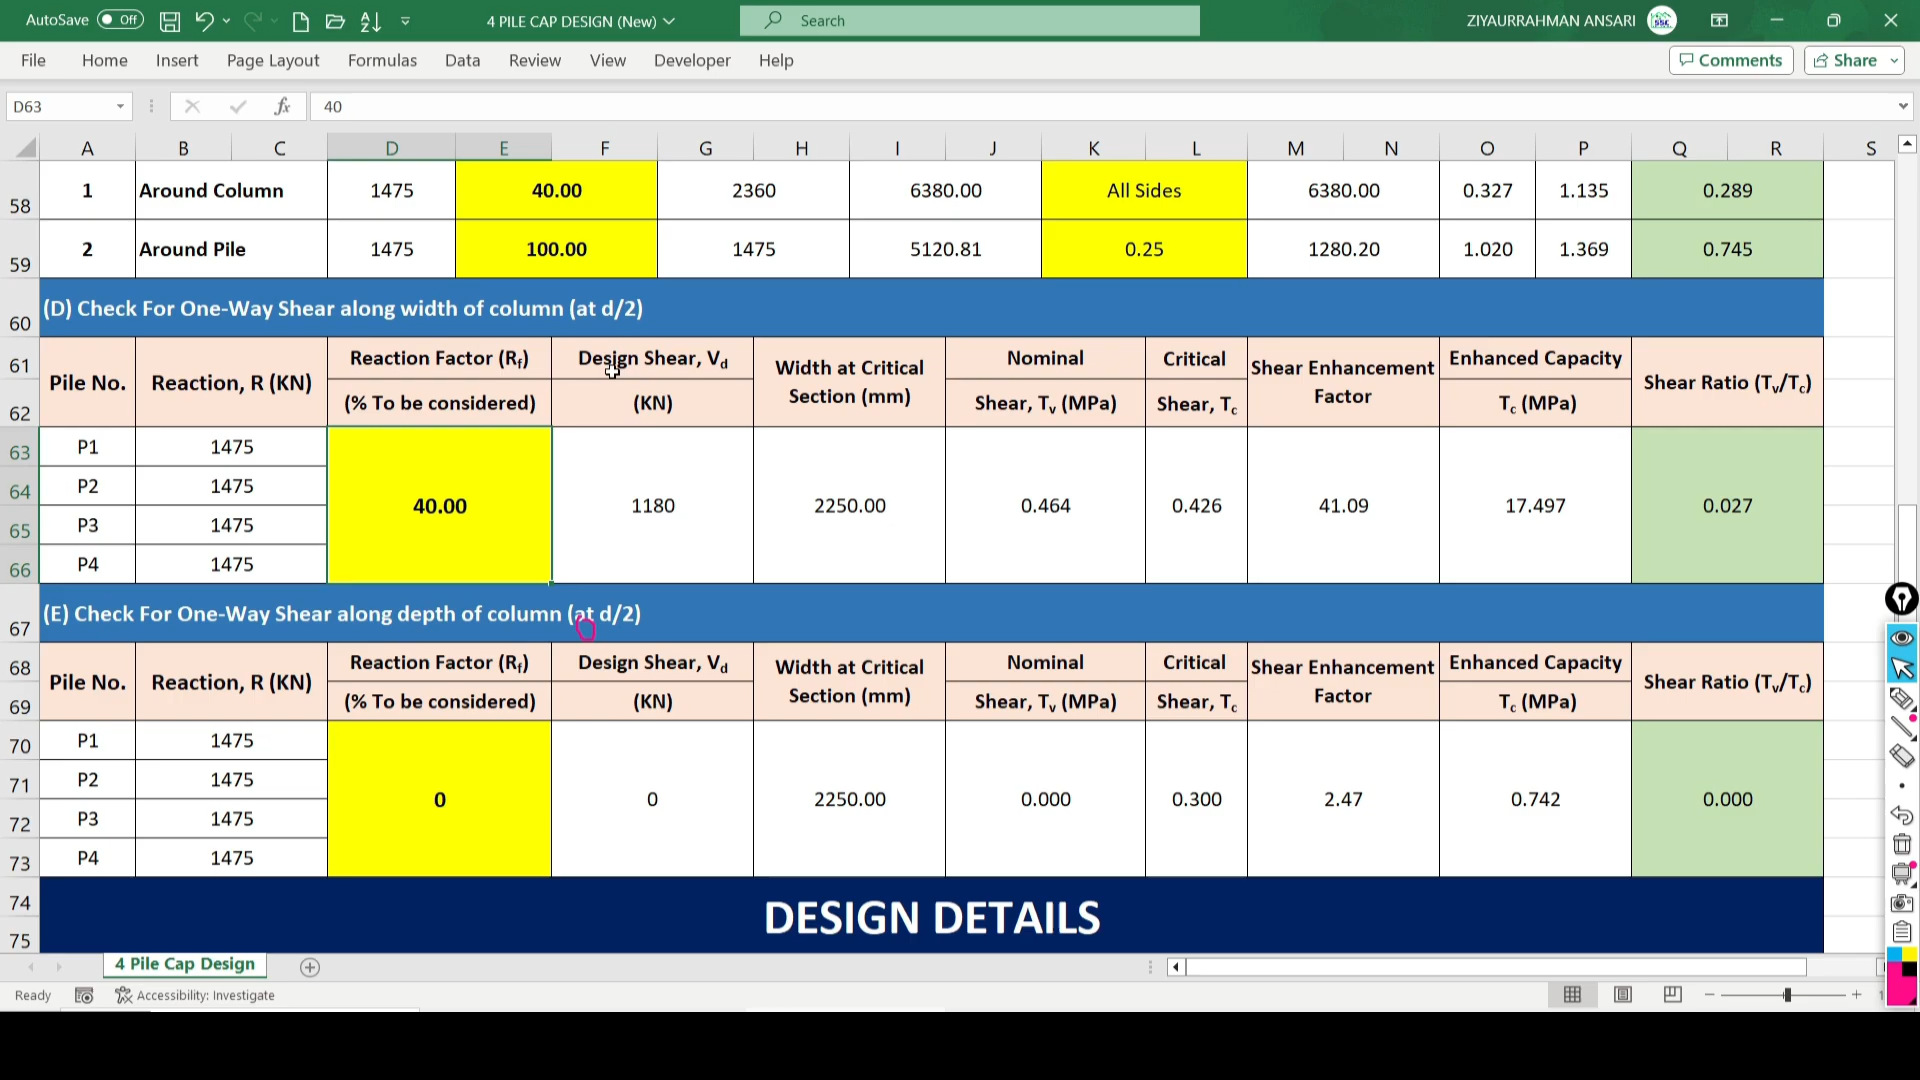 AutoSave Off 4 PILE CAP DESIGN (New) Search ZIYAURRAHMAN ANSARI
File Home Insert Page Layout Formulas Data Review View Developer Help Comments Share
D63 fx 40
A B C D E F G H I J K L M N O P Q R S
58 1 Around Column 1475 40.00 2360 6380.00 All Sides 6380.00 0.327 1.135 0.289
59 2 Around Pile 1475 100.00 1475 5120.81 0.25 1280.20 1.020 1.369 0.745
60 (D) Check For One-Way Shear along width of column (at d/2)
61 Pile No. Reaction, R (KN) Reaction Factor (Rf) Design Shear, Vd Width at Critical Section (mm) Nominal Critical Shear Enhancement Factor Enhanced Capacity Shear Ratio (Tv/Tc)
62 (% To be considered) (KN) Shear, Tv (MPa) Shear, Tc Tc (MPa)
63 P1 1475
64 P2 1475 40.00 1180 2250.00 0.464 0.426 41.09 17.497 0.027
65 P3 1475
66 P4 1475
67 (E) Check For One-Way Shear along depth of column (at d/2)
68 Pile No. Reaction, R (KN) Reaction Factor (Rf) Design Shear, Vd Width at Critical Section (mm) Nominal Critical Shear Enhancement Factor Enhanced Capacity Shear Ratio (Tv/Tc)
69 (% To be considered) (KN) Shear, Tv (MPa) Shear, Tc Tc (MPa)
70 P1 1475
71 P2 1475 0 0 2250.00 0.000 0.300 2.47 0.742 0.000
72 P3 1475
73 P4 1475
74 DESIGN DETAILS
75
4 Pile Cap Design
Ready Accessibility: Investigate